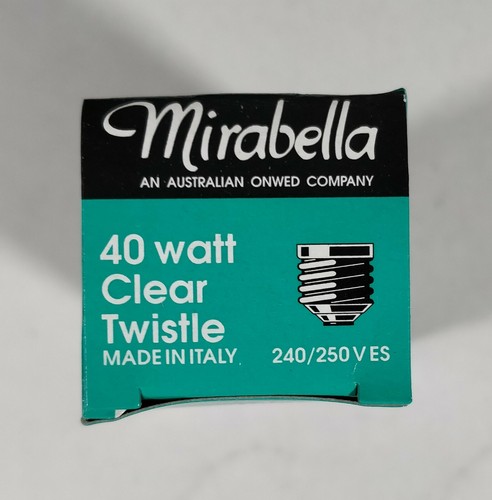 Mirabella
AN AUSTRALIAN ONWED COMPANY
40 watt
Clear
Twistle
MADE IN ITALY
240/250 V ES